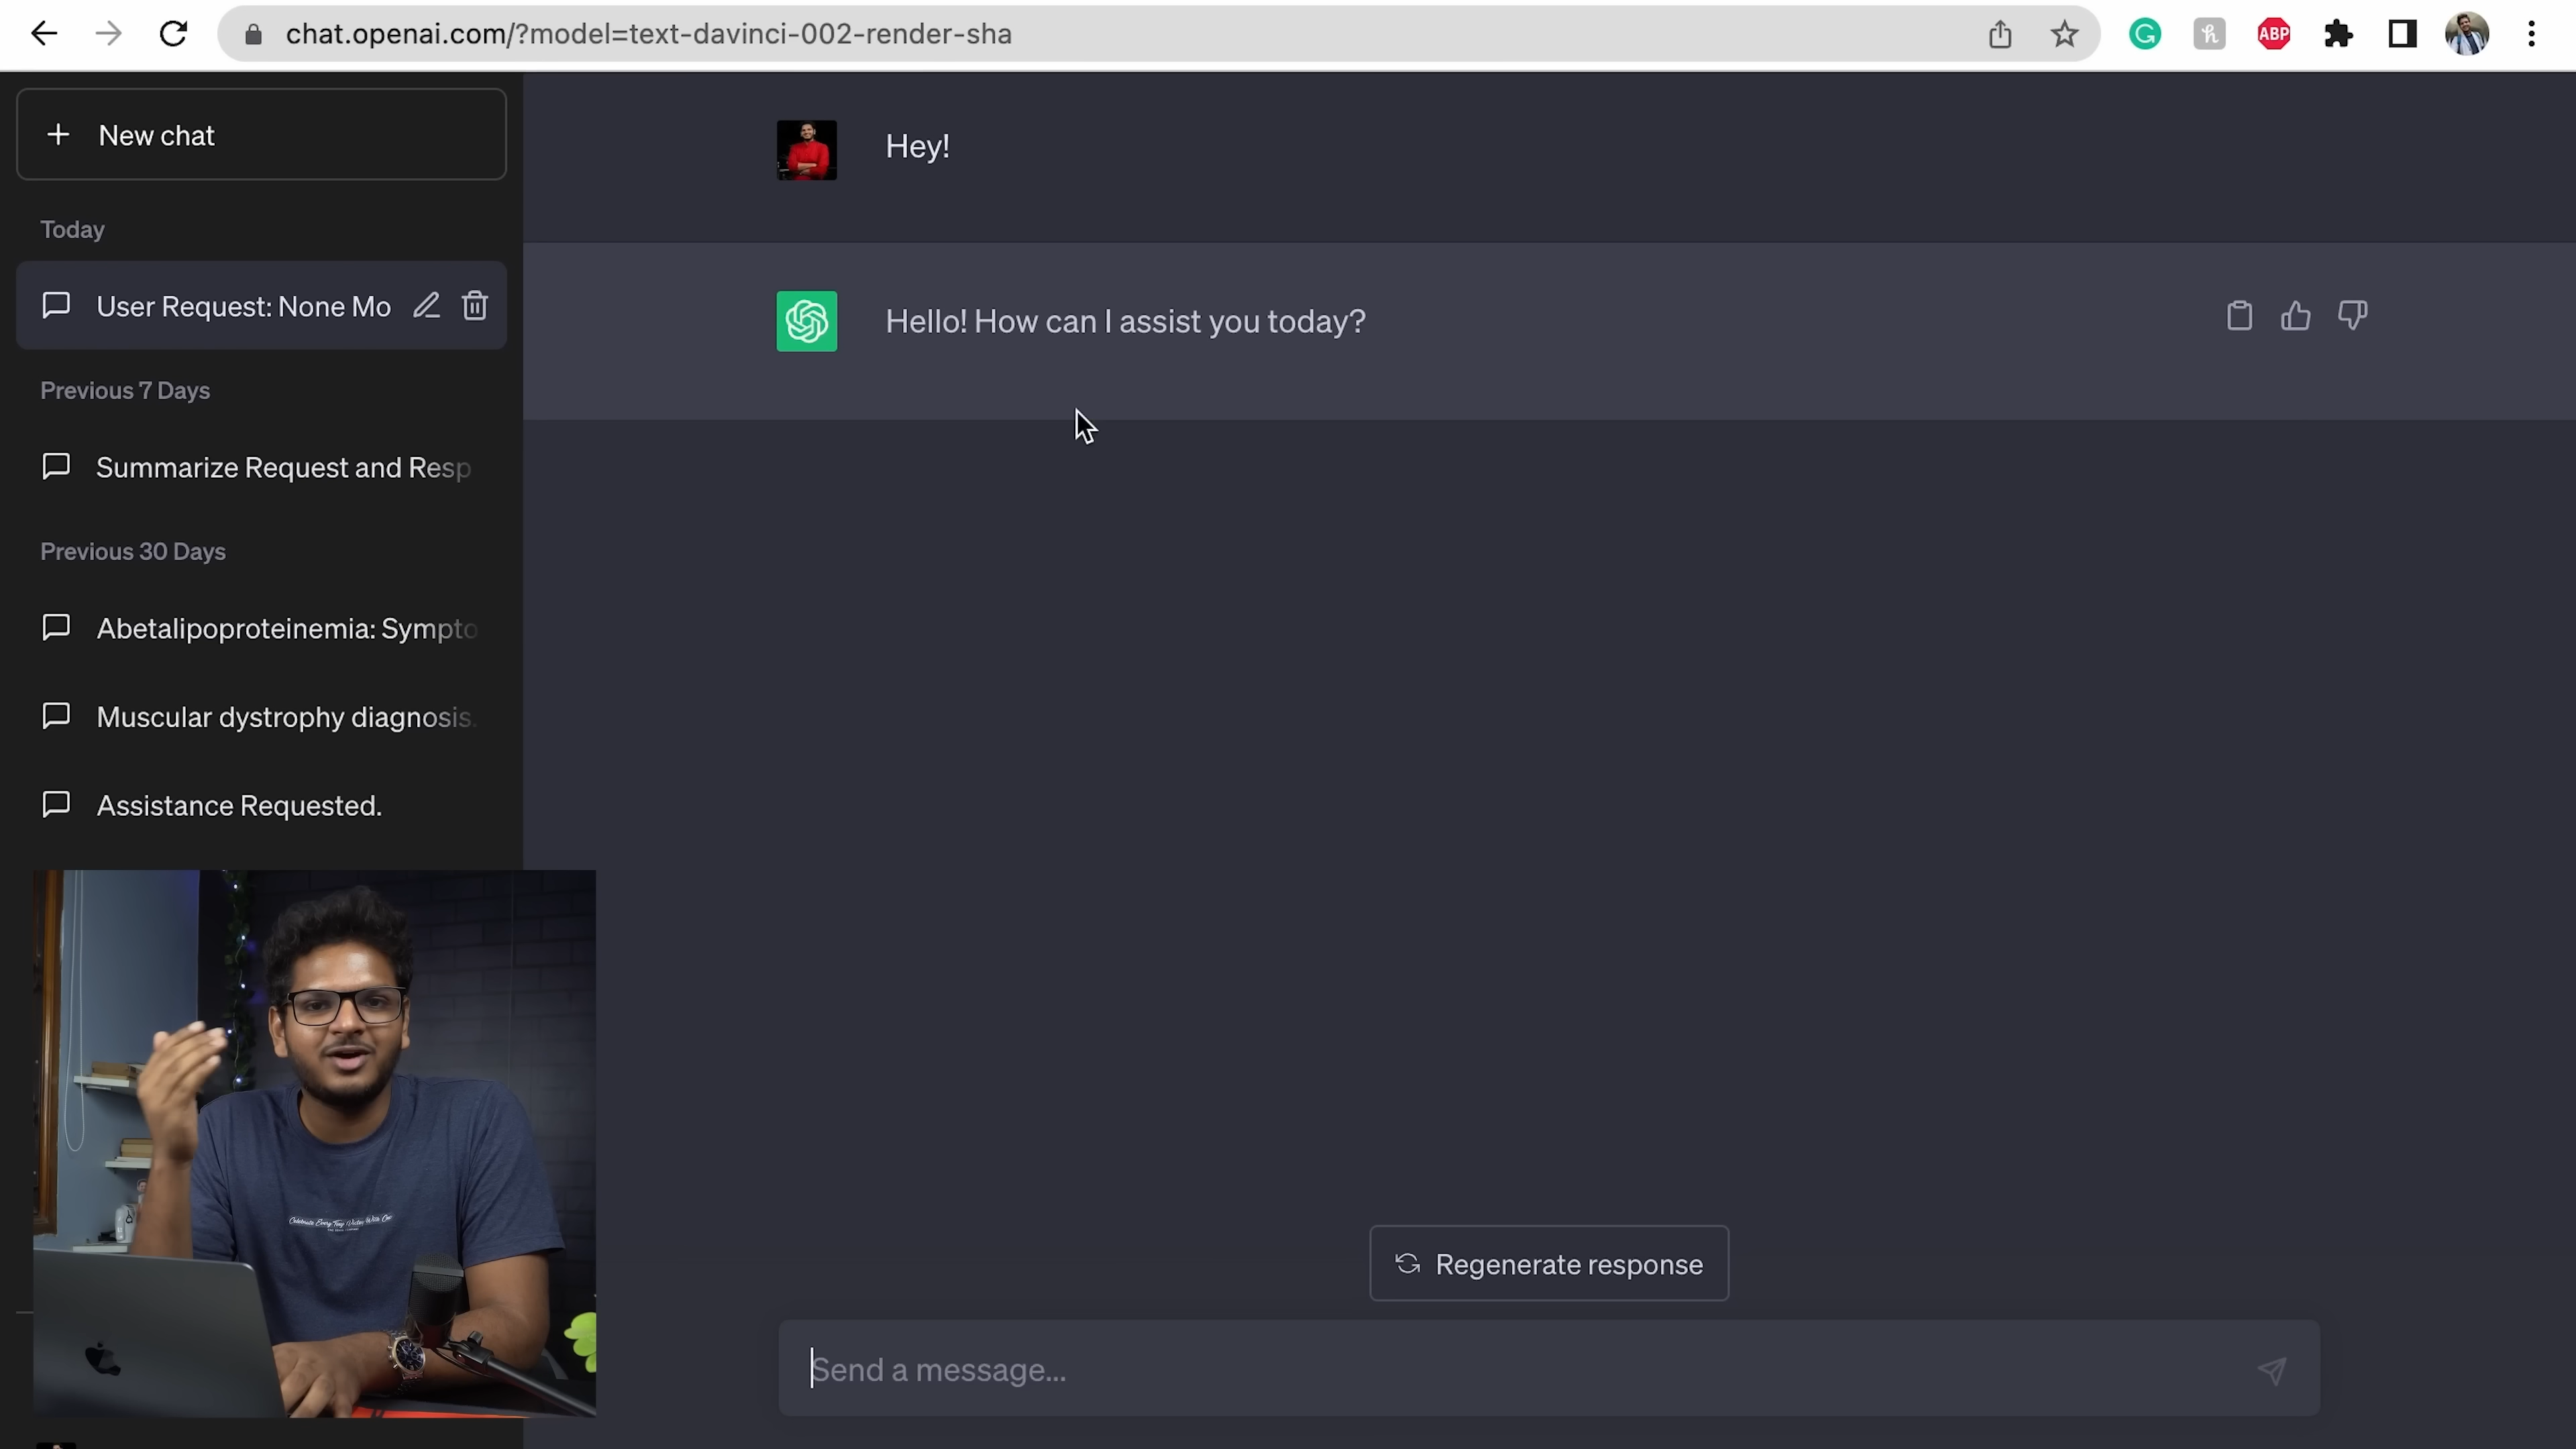 chat.openai.com/?model=text-davinci-002-render-sha
ABP
New chat
Today
User Request: None Mo
Previous 7 Days
Summarize Request and Resp
Previous 30 Days
Abetalipoproteinemia: Sympto
Muscular dystrophy diagnosis.
Assistance Requested.
Hey!
Hello! How can I assist you today?
Regenerate response
Send a message...